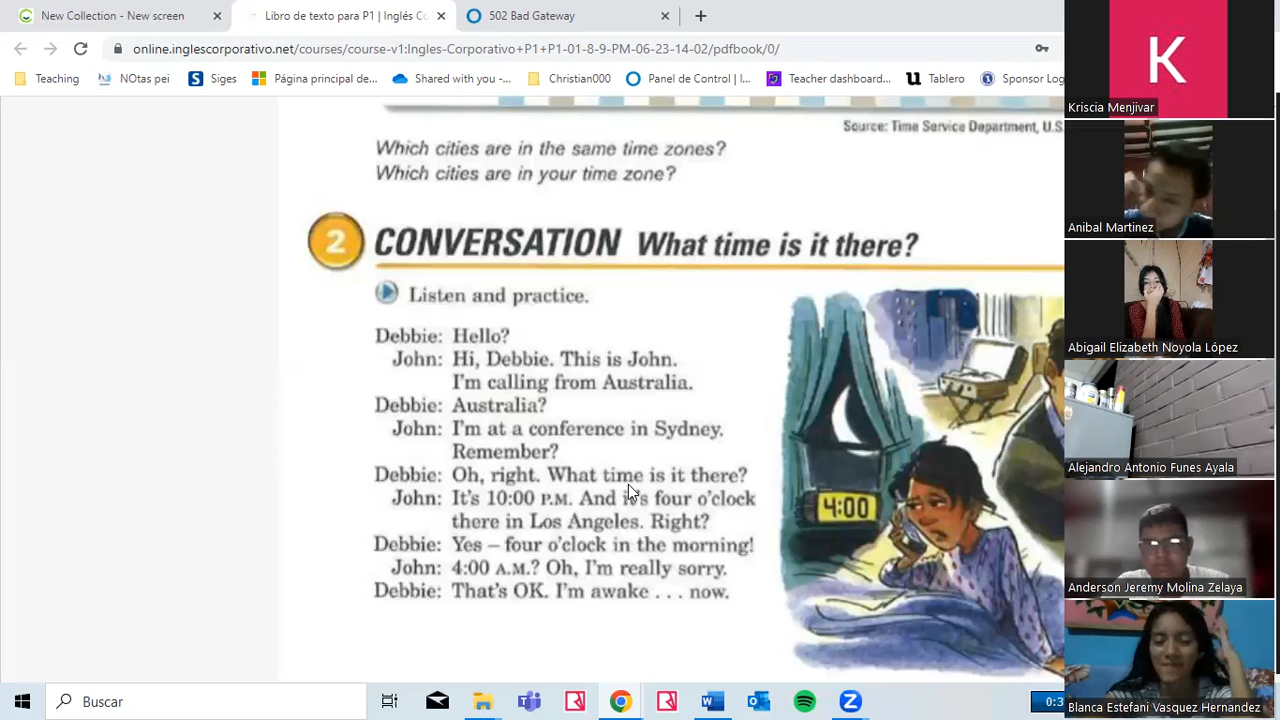 New Collection - New screen
Libro de texto para P1 | Inglés Co
502 Bad Gateway
online.inglescorporativo.net/courses/course-v1:Ingles-Corporativo+P1+P1-01-8-9-PM-06-23-14-02/pdfbook/0/
Teaching
NOtas pei
Siges
Página principal de...
Shared with you -...
Christian000
Panel de Control | I...
Teacher dashboard...
Tablero
Sponsor Log
Source: Time Service Department, U.S.
Which cities are in the same time zones?
Which cities are in your time zone?
2 CONVERSATION What time is it there?
Listen and practice.
Debbie: Hello?
John: Hi, Debbie. This is John.
I'm calling from Australia.
Debbie: Australia?
John: I'm at a conference in Sydney.
Remember?
Debbie: Oh, right. What time is it there?
John: It's 10:00 P.M. And it's four o'clock
there in Los Angeles. Right?
Debbie: Yes – four o'clock in the morning!
John: 4:00 A.M.? Oh, I'm really sorry.
Debbie: That's OK. I'm awake . . . now.
4:00
K
Kriscia Menjivar
Anibal Martinez
Abigail Elizabeth Noyola López
Alejandro Antonio Funes Ayala
Anderson Jeremy Molina Zelaya
Blanca Estefani Vasquez Hernandez
Buscar
0:3